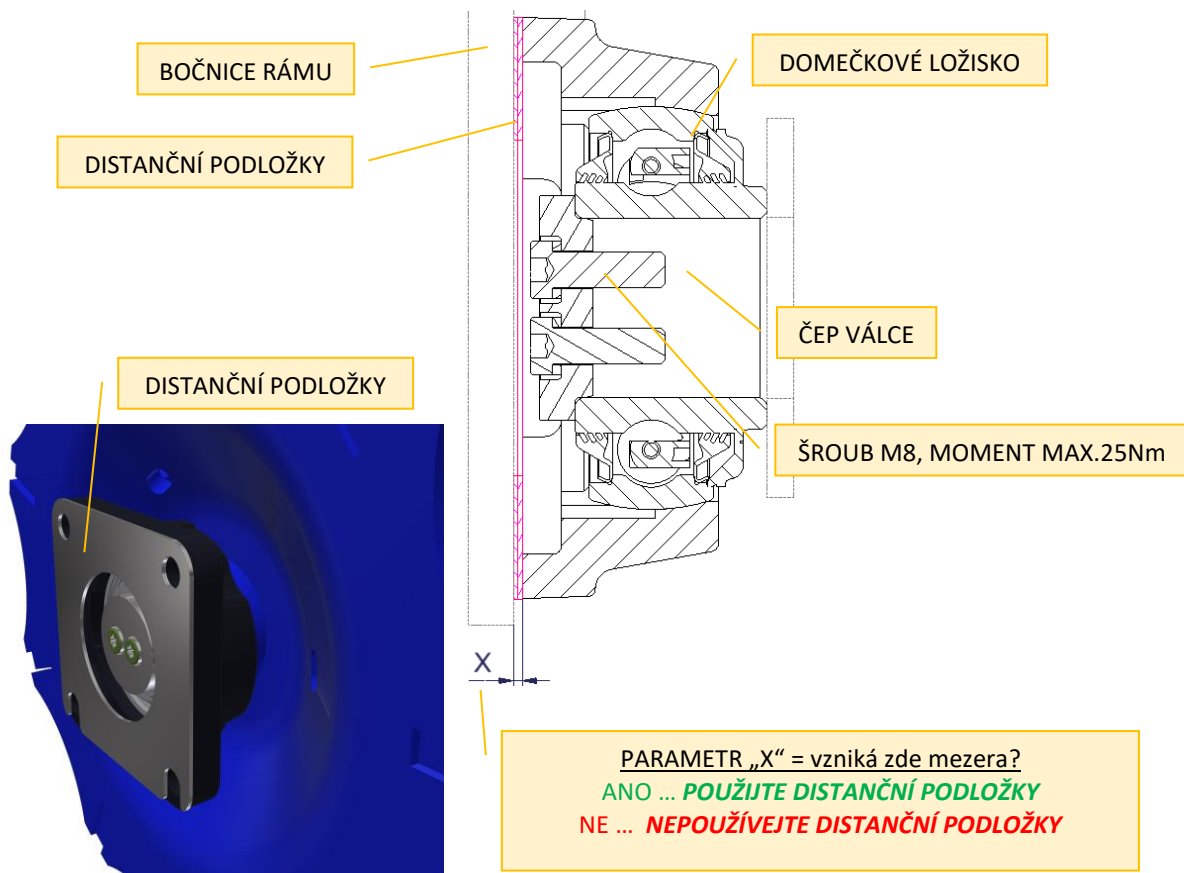 BOČNICE RÁMU
DOMEČKOVÉ LOŽISKO
DISTANČNÍ PODLOŽKY
ČEP VÁLCE
DISTANČNÍ PODLOŽKY
ŠROUB M8, MOMENT MAX.25Nm
X
PARAMETR „X“ = vzniká zde mezera?
ANO ... POUŽIJTE DISTANČNÍ PODLOŽKY
NE ... NEPOUŽÍVEJTE DISTANČNÍ PODLOŽKY